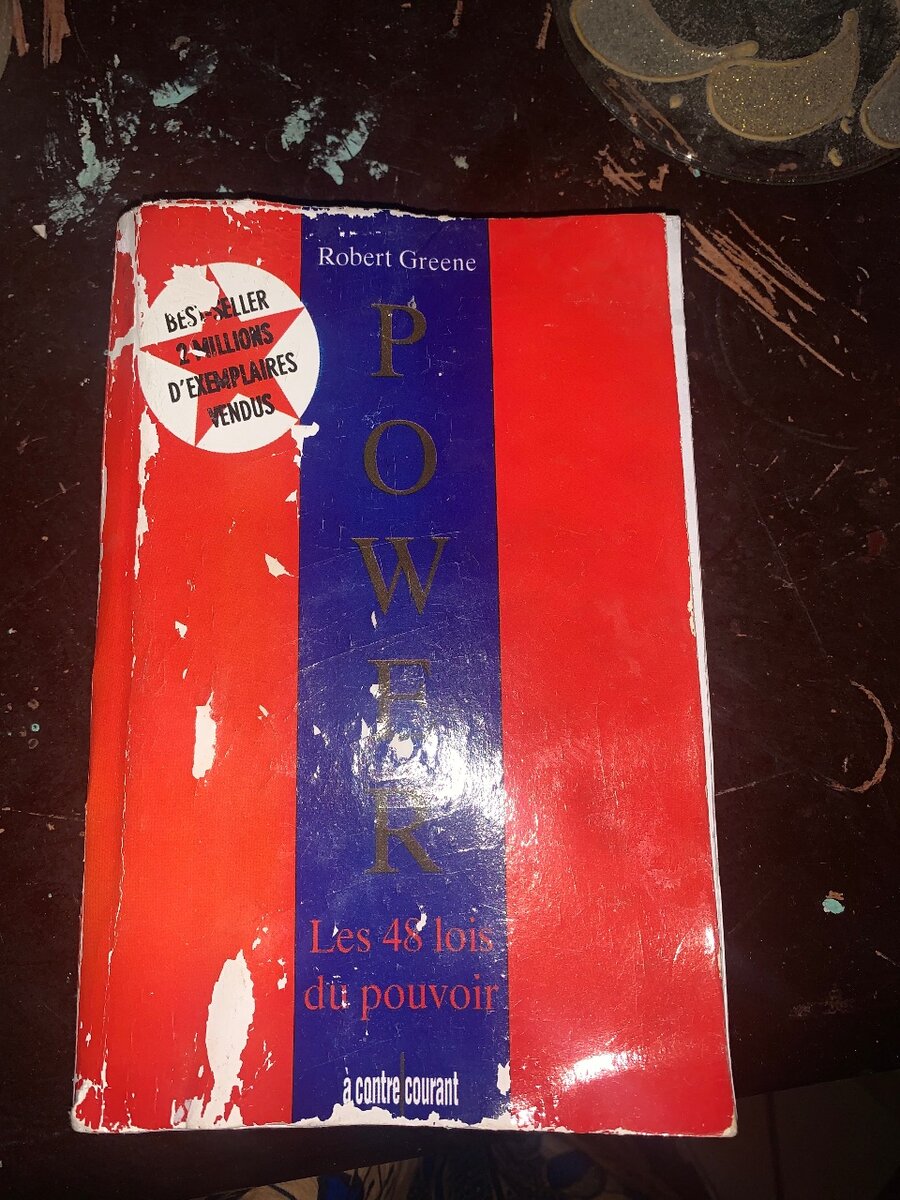 Robert Greene
BEST-SELLER
2 MILLIONS
D'EXEMPLAIRES
VENDUS
POWER
Les 48 lois
du pouvoir
à contre courant